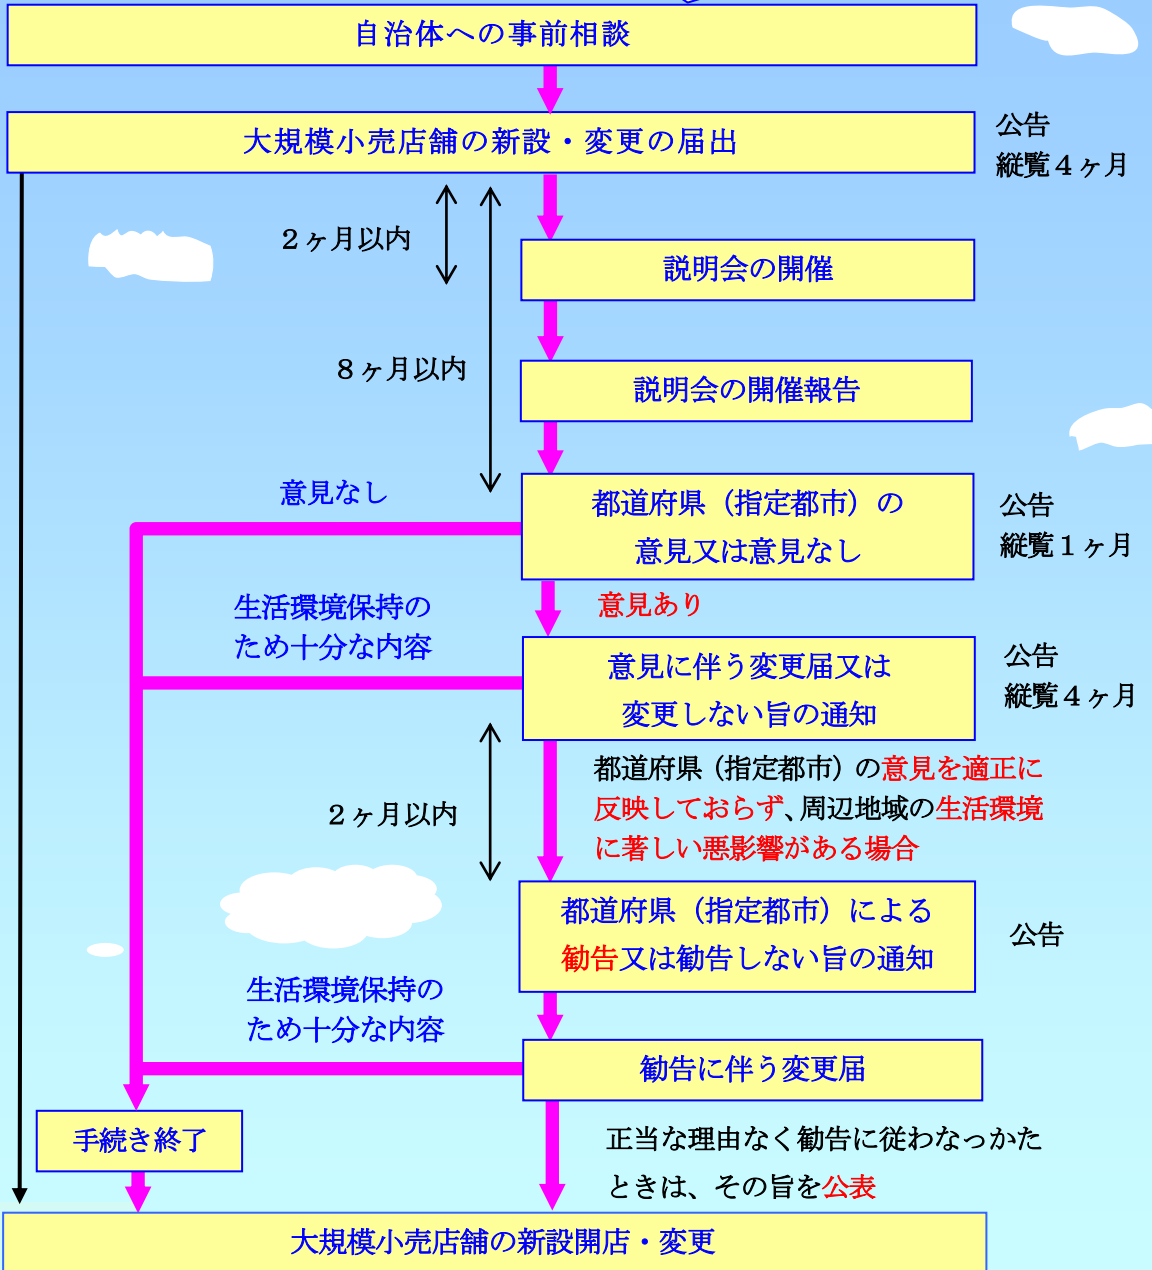 自治体への事前相談
大規模小売店舗の新設・変更の届出
公告
縦覧４ヶ月
２ヶ月以内
説明会の開催
８ヶ月以内
説明会の開催報告
意見なし
都道府県（指定都市）の
意見又は意見なし
公告
縦覧１ヶ月
意見あり
生活環境保持の
ため十分な内容
意見に伴う変更届又は
変更しない旨の通知
公告
縦覧４ヶ月
２ヶ月以内
都道府県（指定都市）の意見を適正に
反映しておらず、周辺地域の生活環境
に著しい悪影響がある場合
都道府県（指定都市）による
勧告又は勧告しない旨の通知
公告
生活環境保持の
ため十分な内容
勧告に伴う変更届
手続き終了
正当な理由なく勧告に従わなっかた
ときは、その旨を公表
大規模小売店舗の新設開店・変更